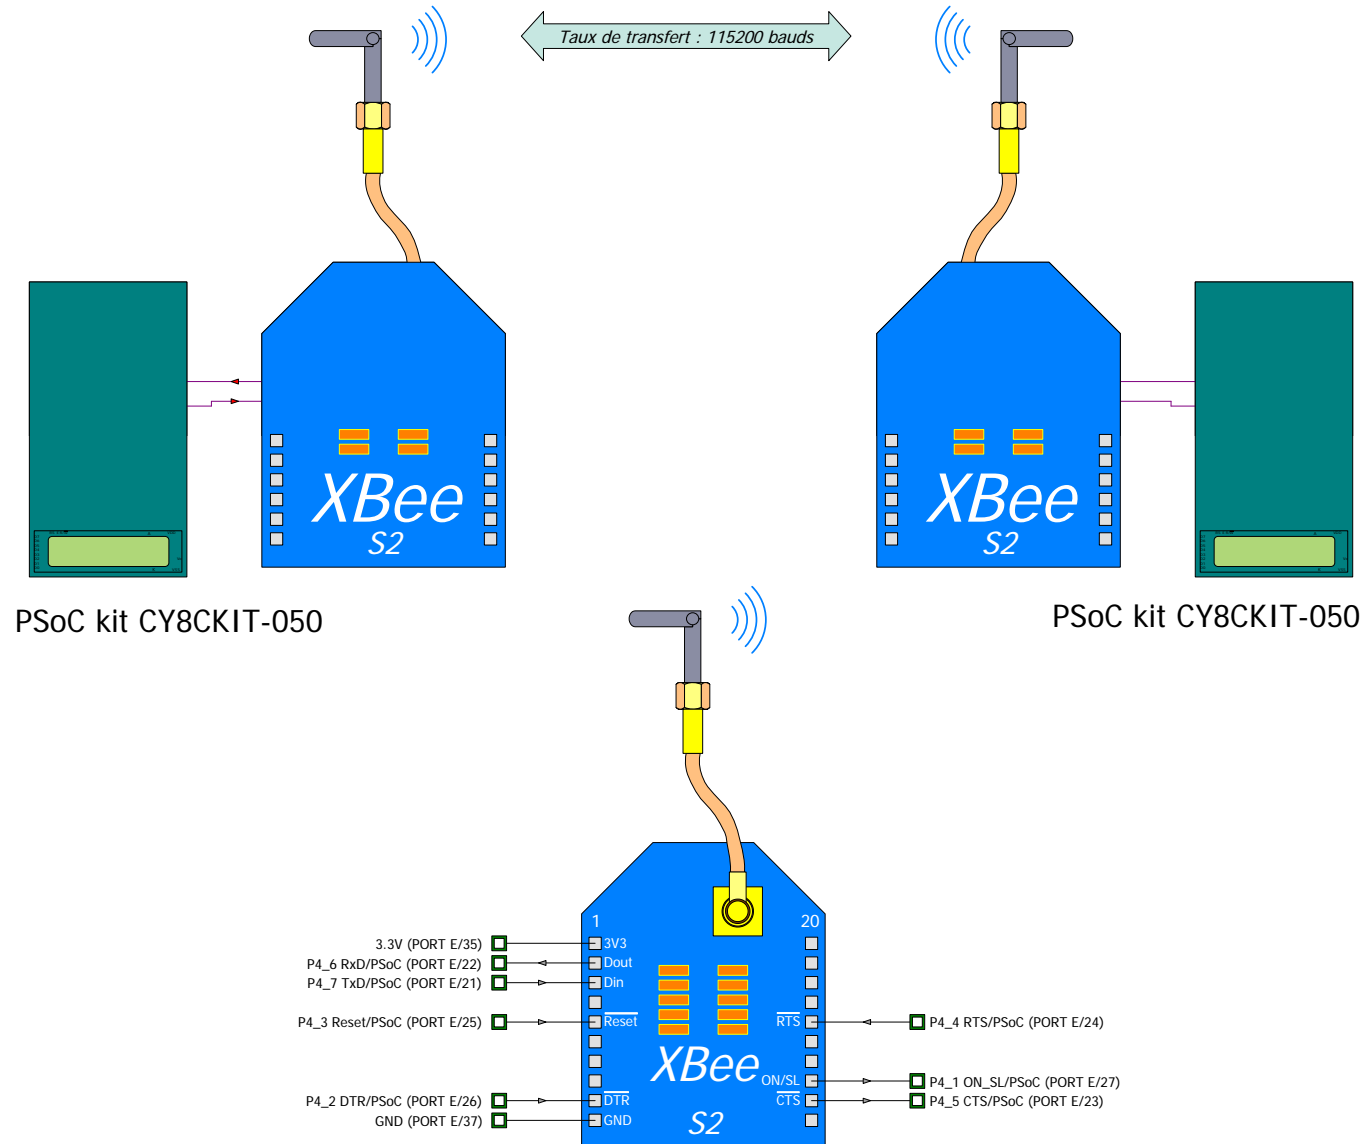 Taux de transfert : 115200 bauds
XBee
S2
XBee
S2
PSoC kit CY8CKIT-050
PSoC kit CY8CKIT-050
1
20
3.3V (PORT E/35)
3V3
P4_6 RxD/PSoC (PORT E/22)
Dout
P4_7 TxD/PSoC (PORT E/21)
Din
P4_3 Reset/PSoC (PORT E/25)
Reset
RTS
P4_4 RTS/PSoC (PORT E/24)
XBee
ON/SL
P4_1 ON_SL/PSoC (PORT E/27)
P4_2 DTR/PSoC (PORT E/26)
DTR
CTS
P4_5 CTS/PSoC (PORT E/23)
GND (PORT E/37)
GND
S2